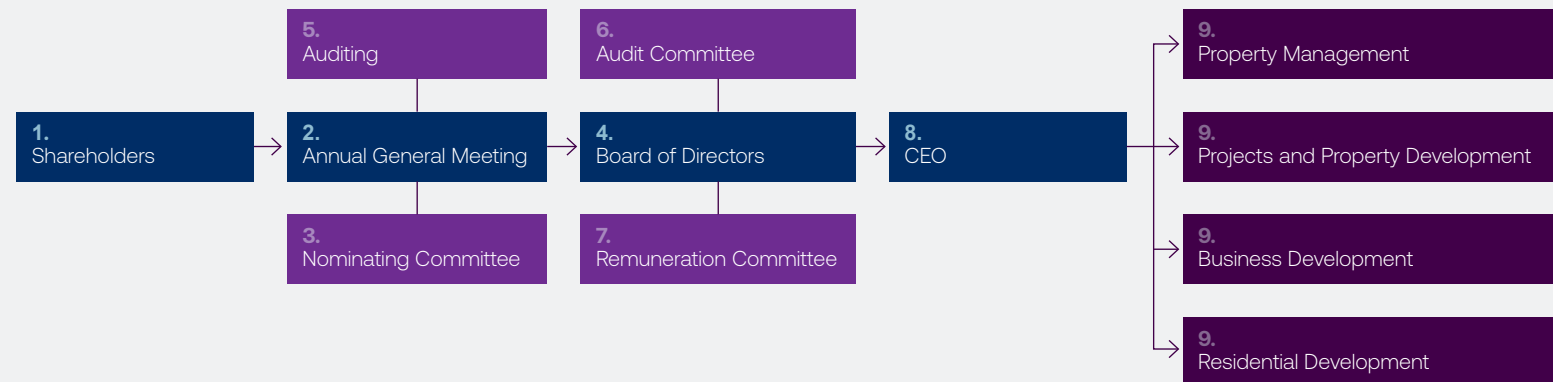 5.
Auditing
6.
Audit Committee
9.
Property Management
1.
Shareholders
2.
Annual General Meeting
4.
Board of Directors
8.
CEO
9.
Projects and Property Development
3.
Nominating Committee
7.
Remuneration Committee
9.
Business Development
9.
Residential Development